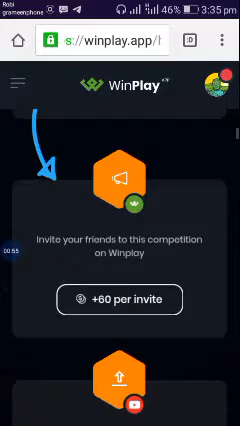 Robi
grameenphone
46%
3:35 pm
s://winplay.app/
:D
WinPlay APP
00:55
Invite your friends to this competition
on Winplay
+60 per invite